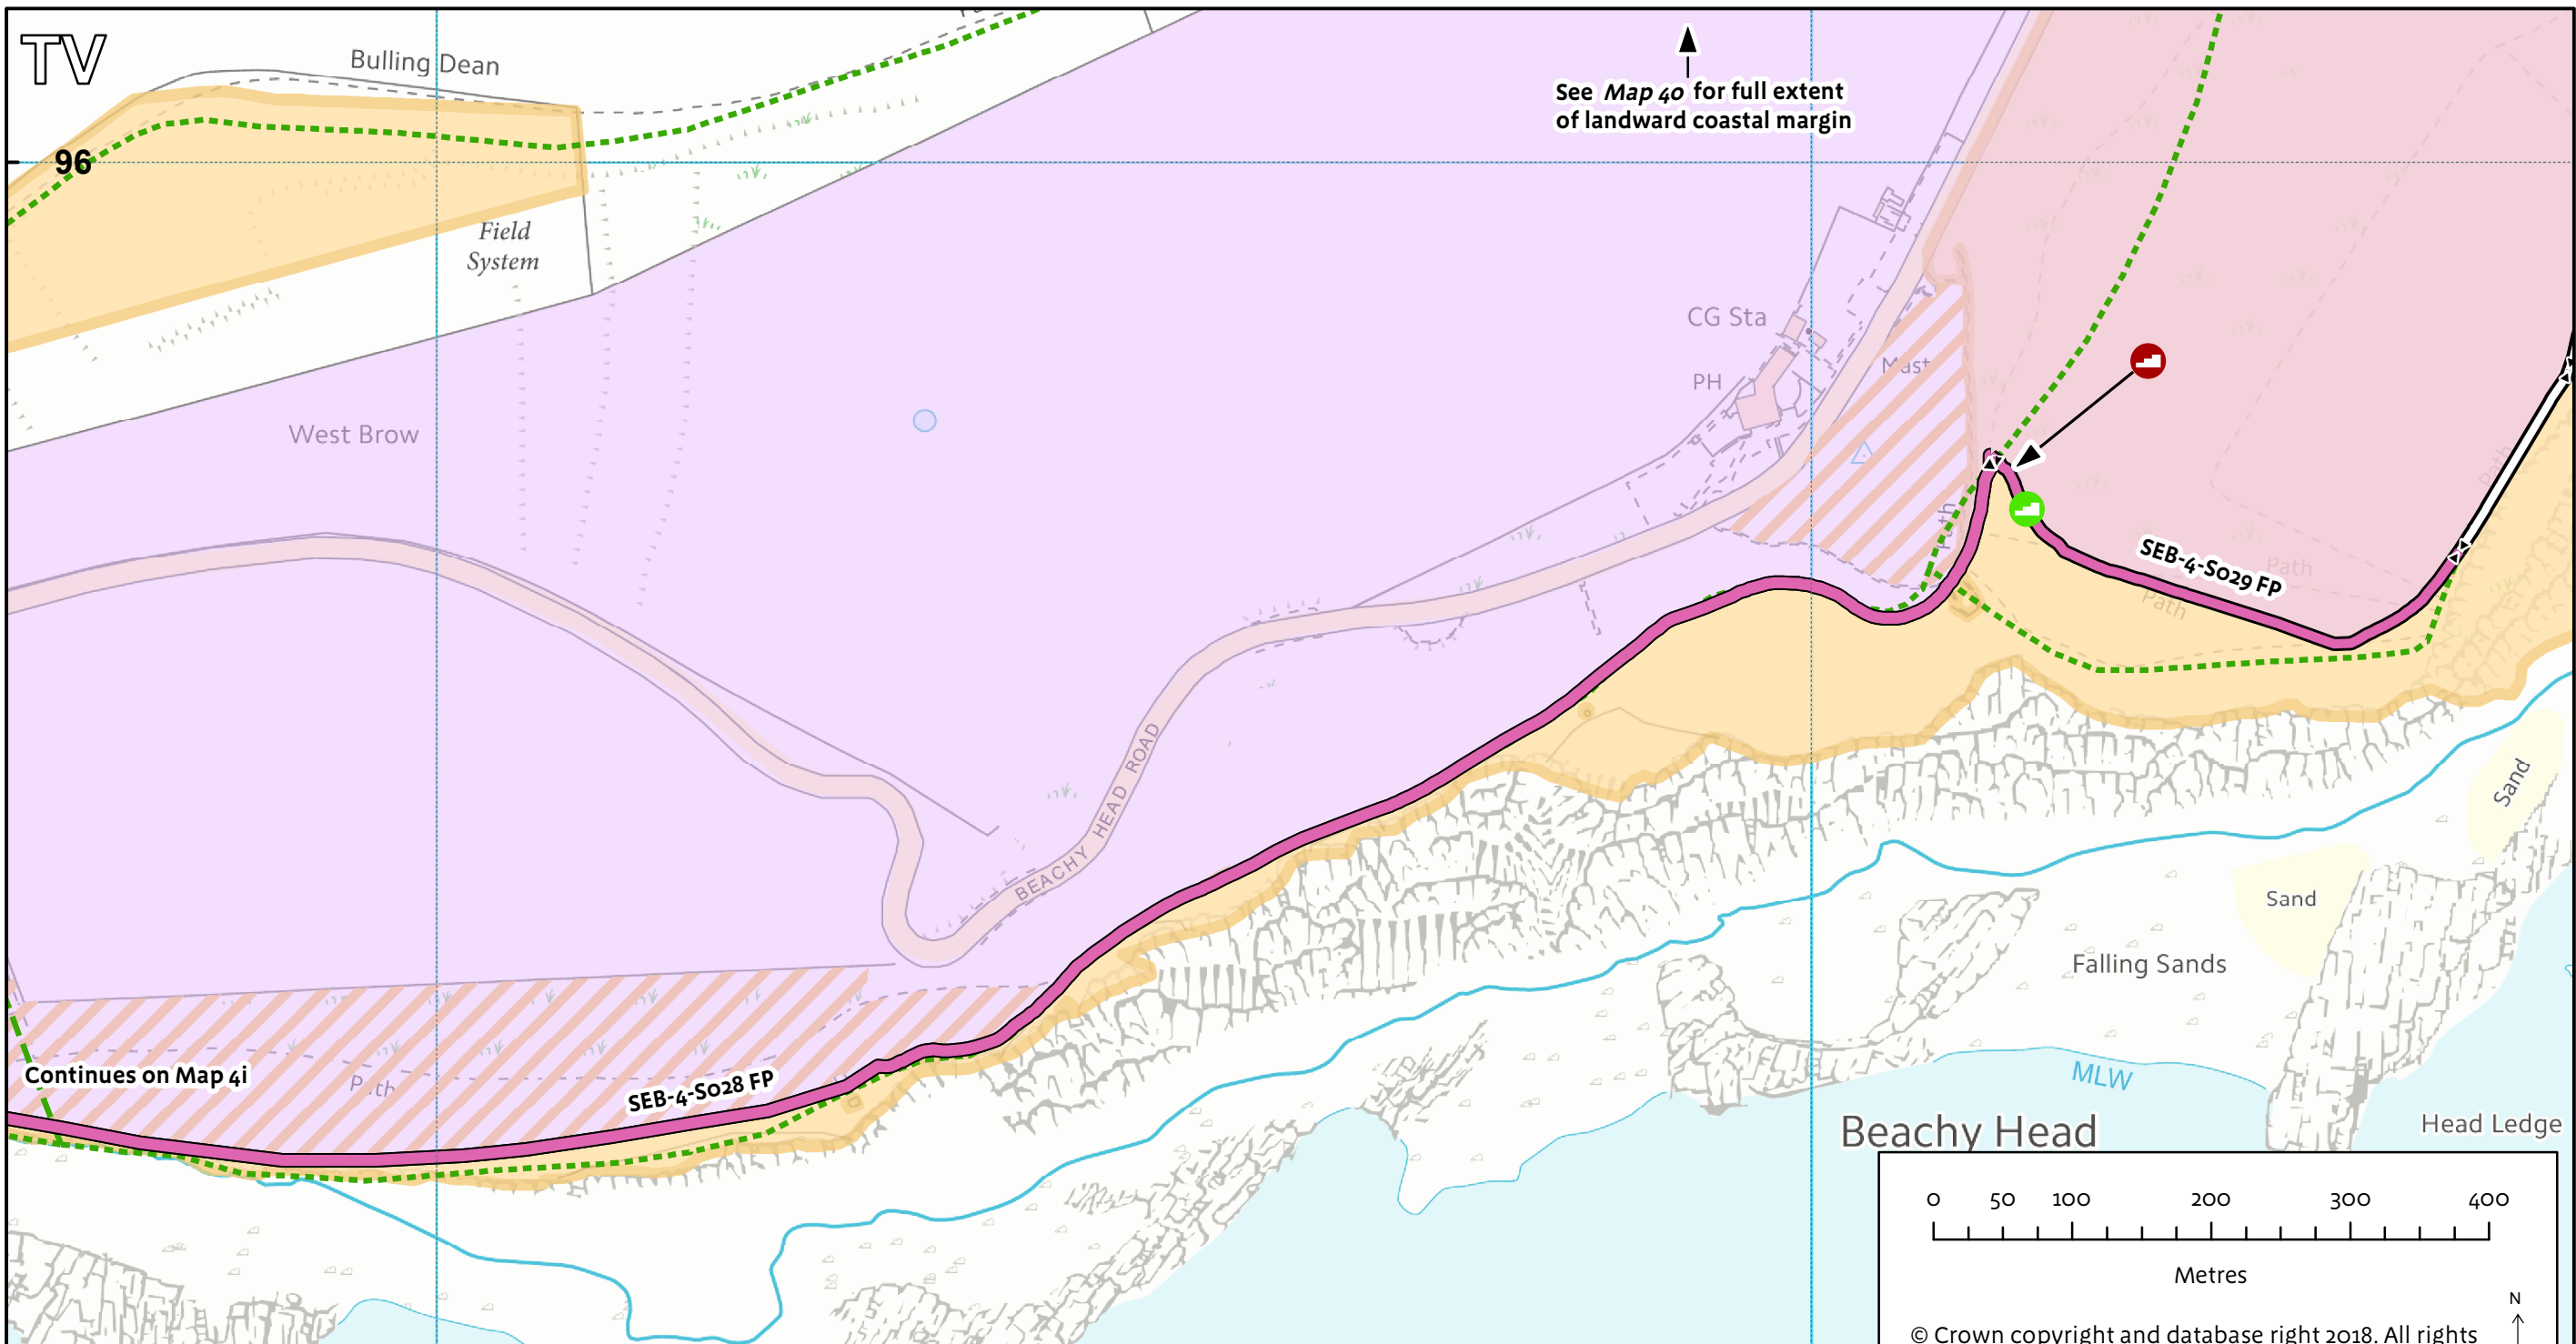 TV
Bulling Dean
See Map 40 for full extent
of landward coastal margin
96
Field
System
CG Sta
Mast
PH
West Brow
Path
Path
SEB-4-S029 FP
Path
Path
BEACHY HEAD ROAD
Sand
Sand
Falling Sands
Continues on Map 4i
Path
SEB-4-S028 FP
MLW
Beachy Head
Head Ledge
0 50 100 200 300 400
Metres
N
© Crown copyright and database right 2018. All rights